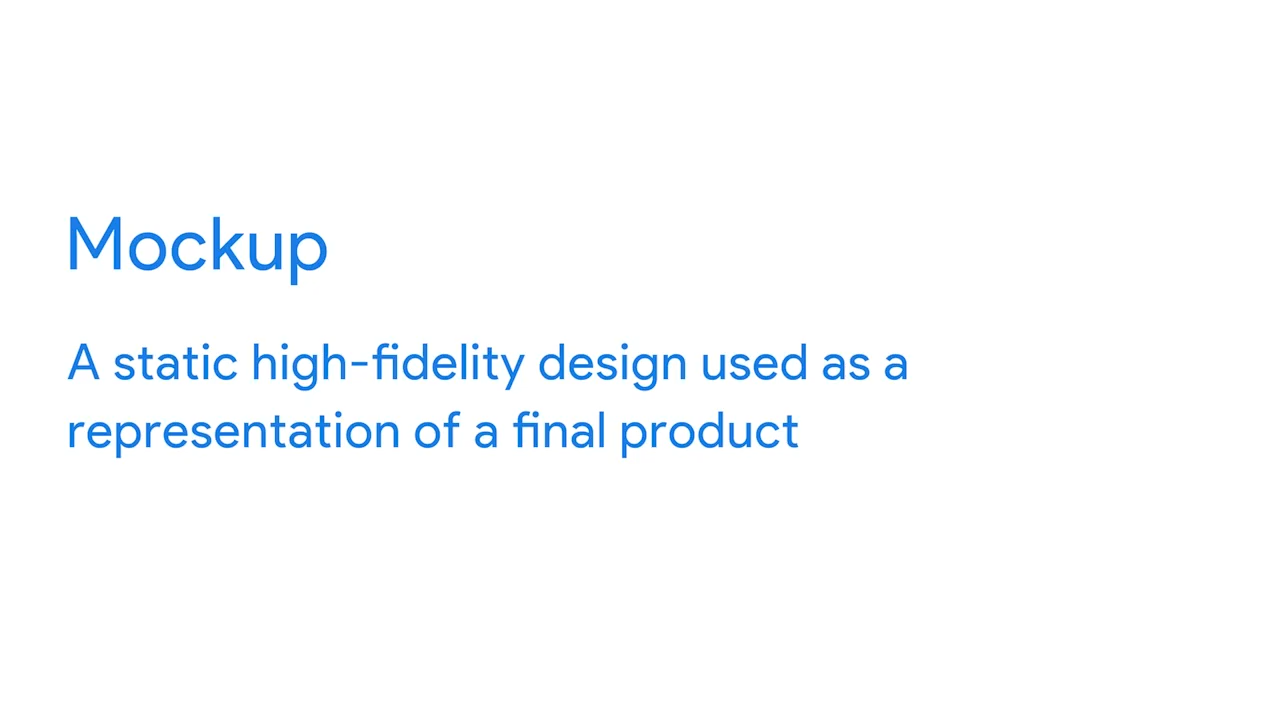 Mockup
A static high-fidelity design used as a
representation of a final product